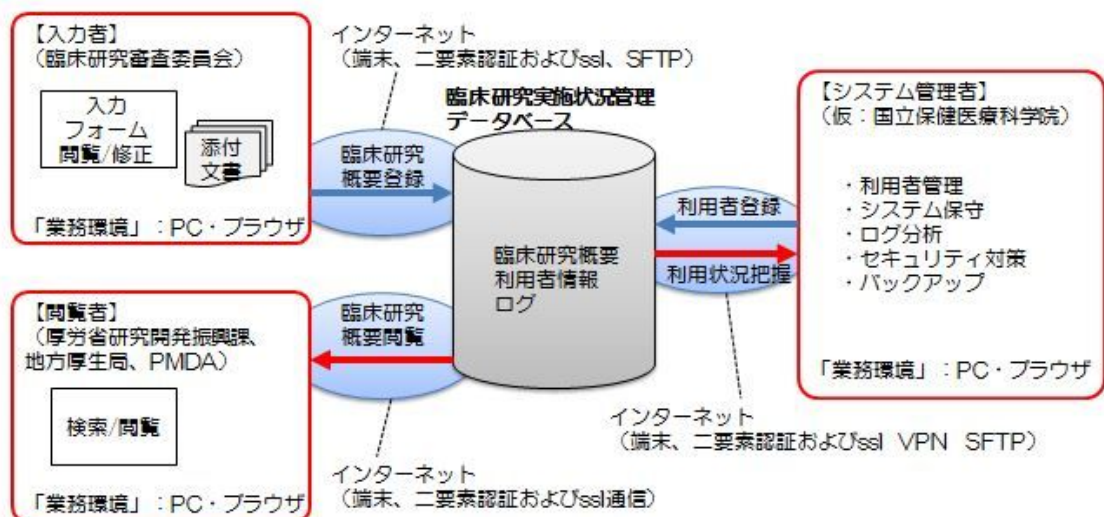 【入力者】
(臨床研究審査委員会)
入力
フォーム
閲覧/修正
添付
文書
「業務環境」:PC・ブラウザ
インターネット
(端末、二要素認証およびssl、SFTP)
臨床研究
概要登録
臨床研究実施状況管理
データベース
臨床研究概要
利用者情報
ログ
【システム管理者】
(仮:国立保健医療科学院)
・利用者管理
・システム保守
・ログ分析
・セキュリティ対策
・バックアップ
「業務環境」:PC・ブラウザ
利用者登録
利用状況把握
インターネット
(端末、二要素認証およびssl VPN SFTP)
【閲覧者】
(厚労省研究開発振興課、
地方厚生局、PMDA)
検索/閲覧
「業務環境」:PC・ブラウザ
臨床研究
概要閲覧
インターネット
(端末、二要素認証およびssl通信)